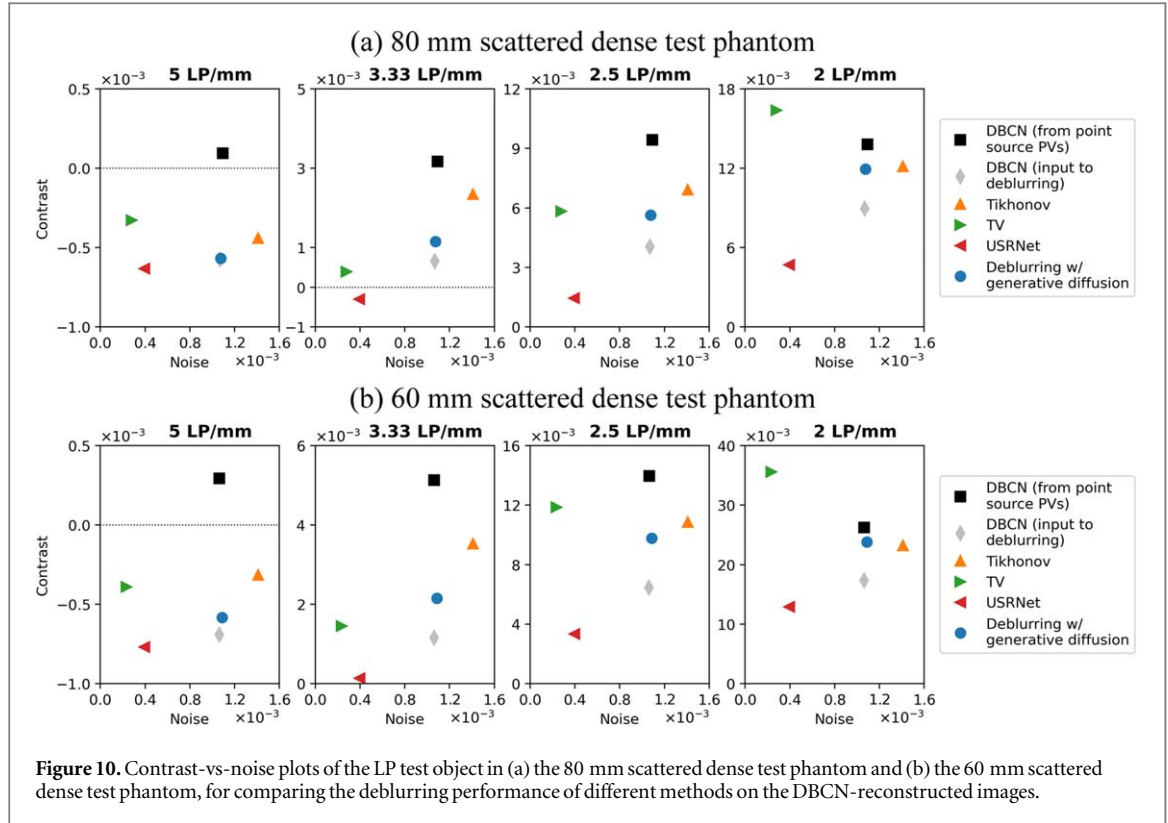 (a) 80 mm scattered dense test phantom
×10⁻³ 5 LP/mm ×10⁻³ 3.33 LP/mm ×10⁻³ 2.5 LP/mm ×10⁻³ 2 LP/mm
0.5 5 12 18
0.0 3 9 12
−0.5 1 6 6
0 3
−1.0 −1 0 0
Contrast
0.0 0.4 0.8 1.2 1.6 0.0 0.4 0.8 1.2 1.6 0.0 0.4 0.8 1.2 1.6 0.0 0.4 0.8 1.2 1.6
Noise ×10⁻³ Noise ×10⁻³ Noise ×10⁻³ Noise ×10⁻³
DBCN (from point
source PVs)
DBCN (input to
deblurring)
Tikhonov
TV
USRNet
Deblurring w/
generative diffusion
(b) 60 mm scattered dense test phantom
×10⁻³ 5 LP/mm ×10⁻³ 3.33 LP/mm ×10⁻³ 2.5 LP/mm ×10⁻³ 2 LP/mm
0.5 6 16 40
0.0 4 12 30
−0.5 2 8 20
4 10
−1.0 0 0 0
Contrast
0.0 0.4 0.8 1.2 1.6 0.0 0.4 0.8 1.2 1.6 0.0 0.4 0.8 1.2 1.6 0.0 0.4 0.8 1.2 1.6
Noise ×10⁻³ Noise ×10⁻³ Noise ×10⁻³ Noise ×10⁻³
DBCN (from point
source PVs)
DBCN (input to
deblurring)
Tikhonov
TV
USRNet
Deblurring w/
generative diffusion
Figure 10. Contrast-vs-noise plots of the LP test object in (a) the 80 mm scattered dense test phantom and (b) the 60 mm scattered
dense test phantom, for comparing the deblurring performance of different methods on the DBCN-reconstructed images.